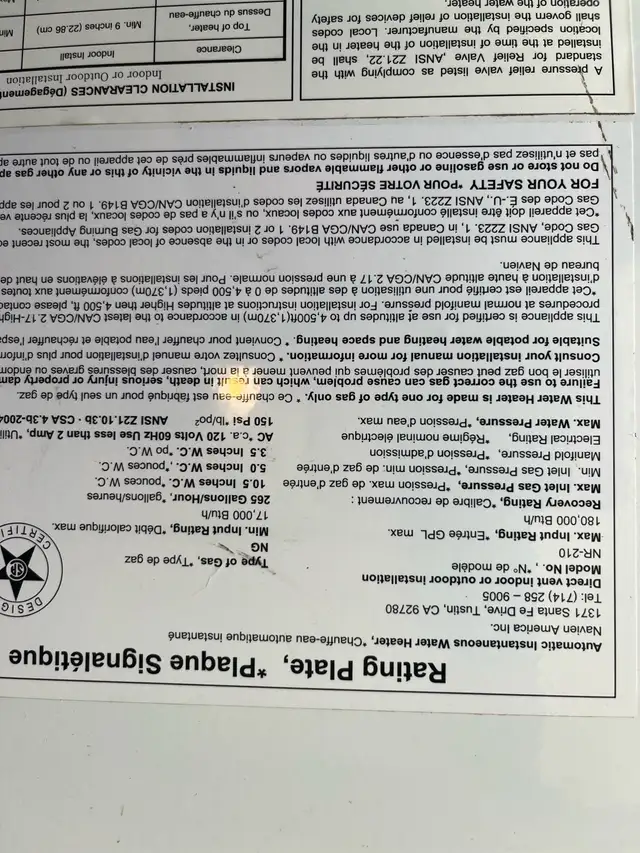 Rating Plate, *Plaque Signalétique
Automatic Instantaneous Water Heater, *Chauffe-eau automatique instantané
Navien America Inc.
1371 Santa Fe Drive, Tustin, CA 92780
Tel: (714) 258 – 9005
Direct vent indoor or outdoor installation
Model No. , *Nº de modèle
NR-210
Max. Input Rating, *Entrée GPL max.
180,000 Btu/h
Recovery Rating, *Calibre de recouvrement :
Max. Inlet Gas Pressure, *Pression max. de gaz d'entrée
Min. Inlet Gas Pressure, *Pression min. de gaz d'entrée
Manifold Pressure, *Pression d'admission
Electrical Rating, *Régime nominal électrique
Max. Water Pressure, *Pression d'eau max.
Type of Gas, * Type de gaz
NG
Min. Input Rating, *Débit calorifique max.
17,000 Btu/h
265 Gallons/Hour, *gallons/heures
10.5 Inches W.C. *pouces W.C.
5.0 Inches W.C. ,*pouces W.C.
3.5 Inches W.C. *po W.C.
AC *c.a. 120 Volts 60HZ Use less than 2 Amp, *Utili
150 Psi *lb/po² ANSI Z21.10.3b · CSA 4.3b-2004
DESIG
CERTIFI
This Water Heater is made for one type of gas only. * Ce chauffe-eau est fabriqué pour un seul type de gaz.
Failure to use the correct gas can cause problem, which can result in death, serious injury or property dam
utiliser le bon gaz peut causer des problèmes qui peuvent mener à la mort, causer des blessures graves ou endom
Consult your installation manual for more information. * Consultez votre manuel d'installation pour plus d'inform
Suitable for potable water heating and space heating. * Convient pour chauffer l'eau potable et réchauffer l'espa
This appliance is certified for use at altitudes up to 4,500ft(1,370m) in accordance to the latest CAN/CGA 2.17-High
procedures at normal manifold pressure. For Installation instructions at altitudes Higher then 4,500 ft, please contac
*Cet appareil est certifié pour une utilisation à des altitudes de 0 à 4,500 pieds (1,370m) conformément aux toutes
d'installation à haute altitude CAN/CGA 2.17 à une pression normale. Pour les installations à élévations en haut de
bureau de Navien.
This appliance must be installed in accordance with local codes or in the absence of local codes, the most recent ed
Gas Code, ANSI Z223. 1, in Canada use CAN/CGA B149. 1 or 2 installation codes for Gas Burning Appliances.
*Cet appareil doit être installé conformément aux codes locaux, ou s'il n'y a pas de codes locaux, la plus récente ve
Gas Code des É.-U., ANSI Z223. 1, au Canada utilisez les codes d'installation CAN/CGA B149. 1 ou 2 pour les app
FOR YOUR SAFETY *POUR VOTRE SÉCURITÉ
Do not store or use gasoline or other flammable vapors and liquids in the vicinity of this or any other gas ap
pas et n'utilisez pas d'essence ou d'autres liquides ou vapeurs inflammables près de cet appareil ou de tout autre ap
A pressure relief valve listed as complying with the
standard for Relief Valve ,ANSI Z21.22, shall be
installed at the time of installation of the heater in the
location specified by the manufacturer. Local codes
shall govern the installation of relief devices for safety
operation of the water heater.
INSTALLATION CLEARANCES (Dégagement
Indoor or Outdoor Installation
Clearance
Indoor Install
Top of heater,
Dessus du chauffe-eau
Min. 9 inches (22.86 cm)
Min